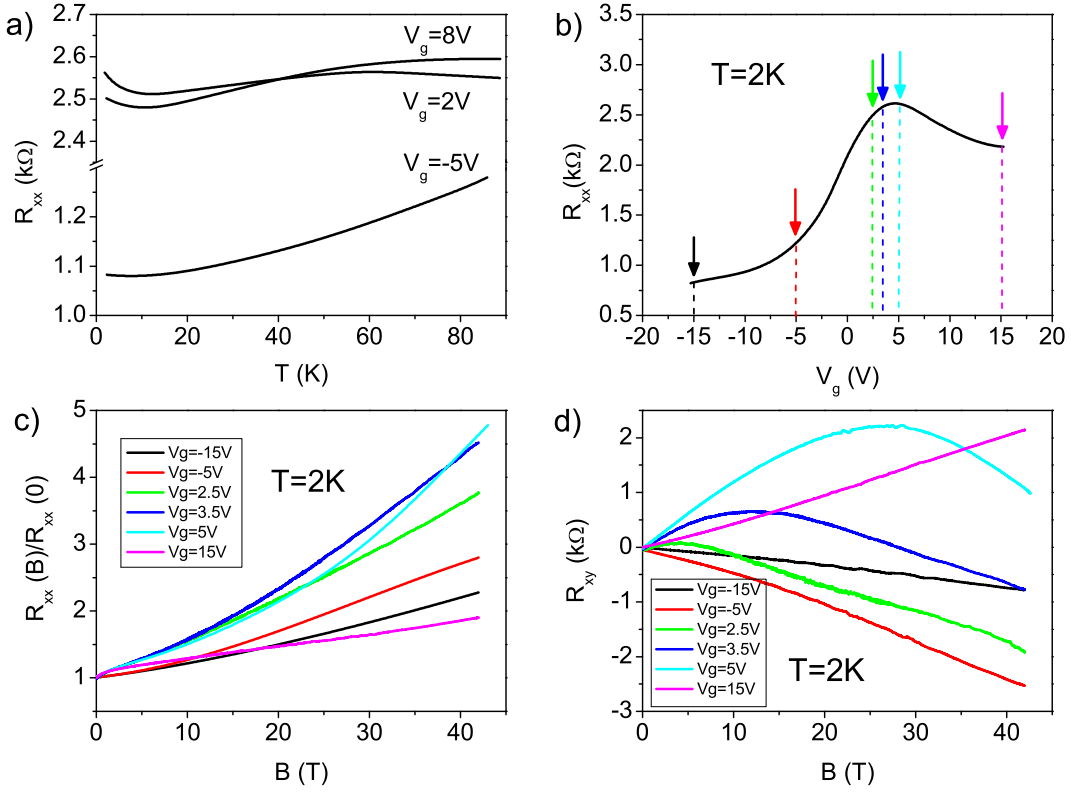 a)
2.7
2.6
2.5
2.4
1.2
1.1
1.0
0
20
40
60
80
R_xx (kΩ)
T (K)
V_g=8V
V_g=2V
V_g=-5V
b)
3.5
3.0
2.5
2.0
1.5
1.0
0.5
-20
-15
-10
-5
0
5
10
15
20
R_xx(kΩ)
V_g (V)
T=2K
c)
5
4
3
2
1
0
10
20
30
40
R_xx (B)/R_xx (0)
B (T)
Vg=-15V
Vg=-5V
Vg=2.5V
Vg=3.5V
Vg=5V
Vg=15V
T=2K
d)
2
1
0
-1
-2
-3
0
10
20
30
40
R_xy (kΩ)
B (T)
Vg=-15V
Vg=-5V
Vg=2.5V
Vg=3.5V
Vg=5V
Vg=15V
T=2K